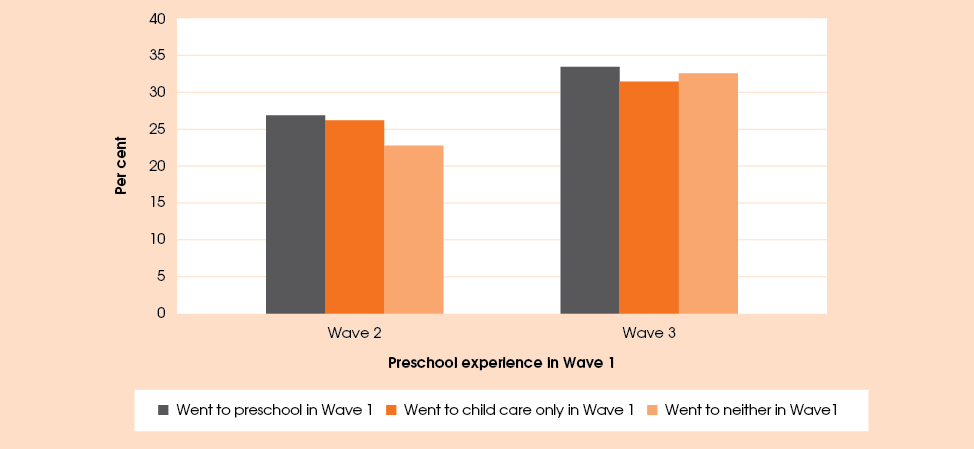 40
35
30
25
20
15
10
5
0
Per cent
Wave 2
Wave 3
Preschool experience in Wave 1
Went to preschool in Wave 1
Went to child care only in Wave 1
Went to neither in Wave1